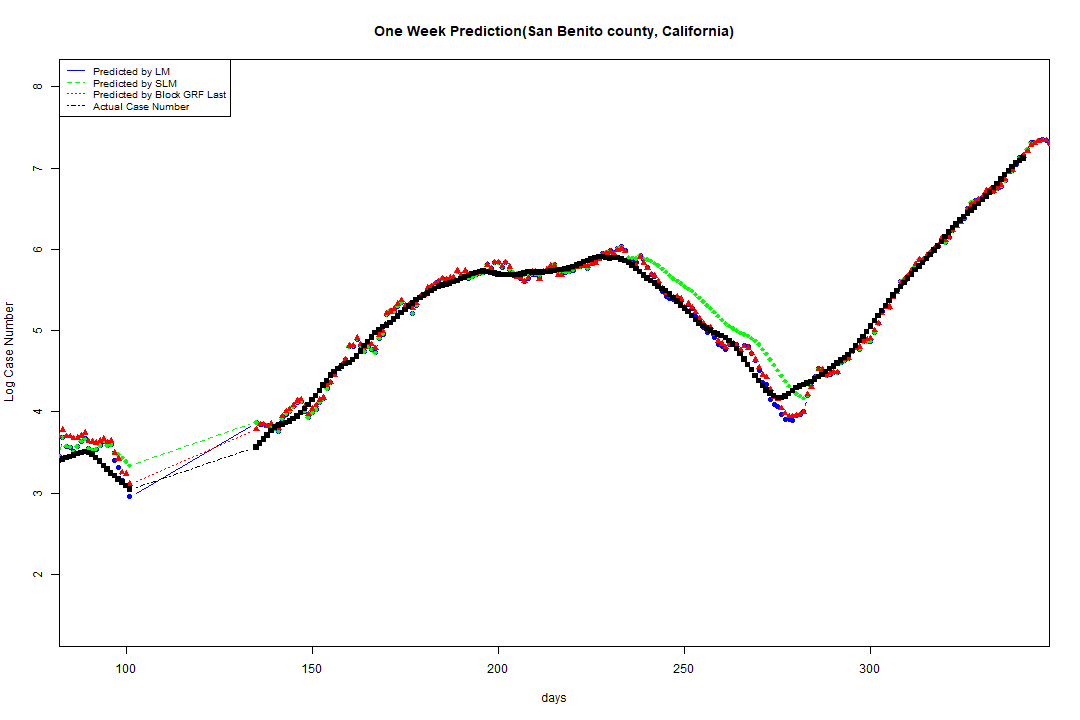 One Week Prediction(San Benito county, California)
Predicted by LM
Predicted by SLM
Predicted by Block GRF Last
Actual Case Number
8
7
6
5
4
3
2
Log Case Number
100 150 200 250 300
days